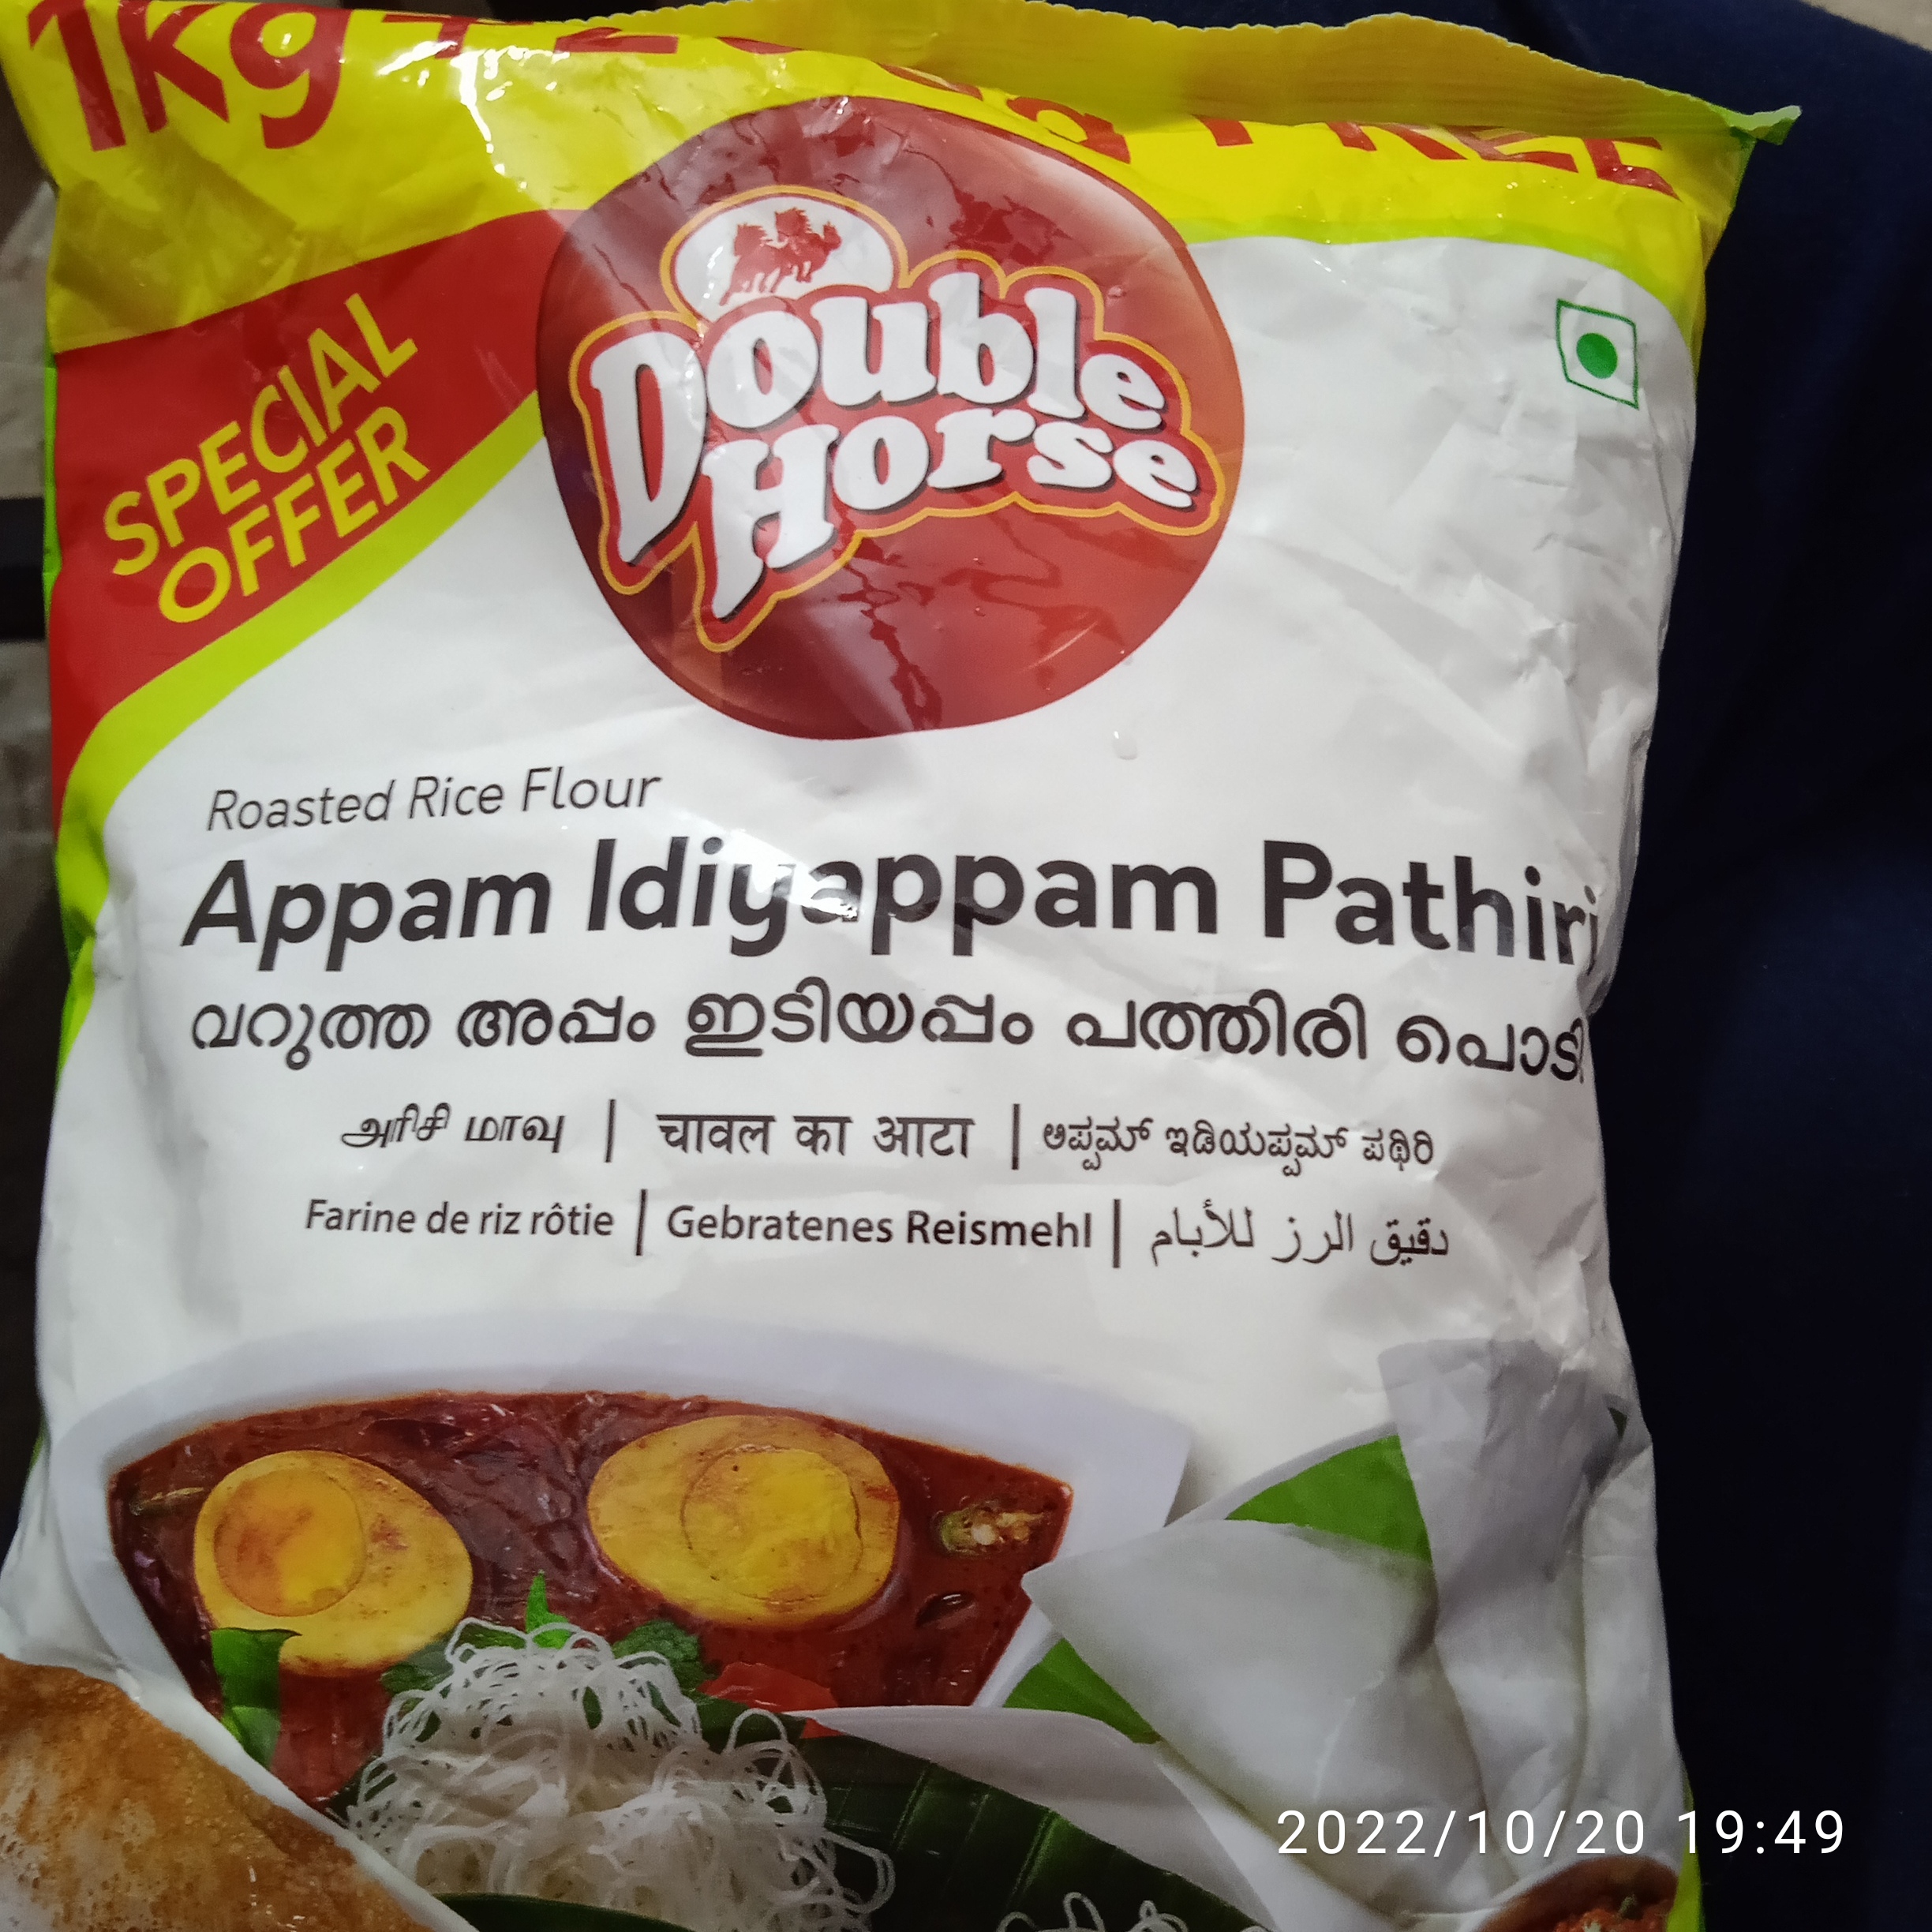 1kg + FREE
SPECIAL
OFFER
Double
Horse
Roasted Rice Flour
Appam Idiyappam Pathiri
വറുത്ത അപ്പം ഇടിയപ്പം പത്തിരി പൊടി
அரிசி மாவு | चावल का आटा | ಅಪ್ಪಮ್ ಇಡಿಯಪ್ಪಮ್ ಪಥಿರಿ
Farine de riz rôtie | Gebratenes Reismehl | دقيق الرز للأبام
2022/10/20 19:49